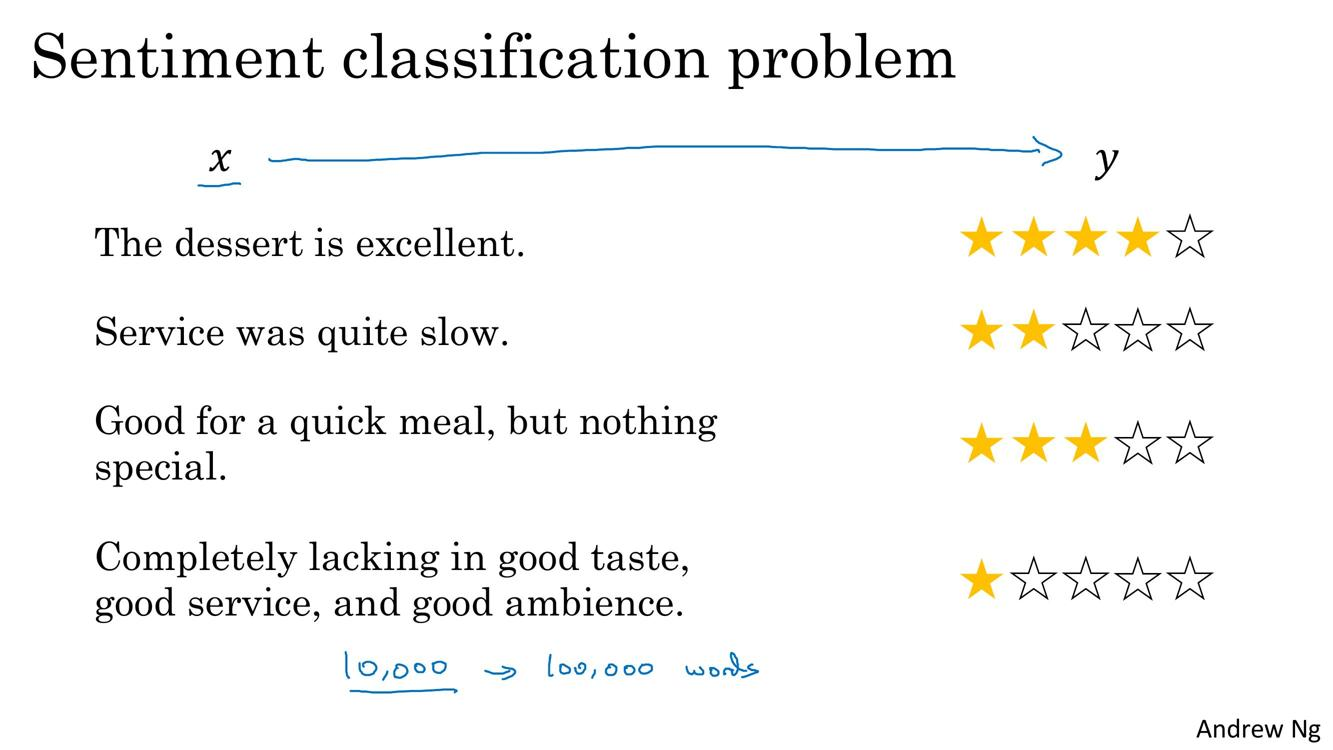 Sentiment classification problem
x → y
The dessert is excellent. ★★★★☆
Service was quite slow. ★★☆☆☆
Good for a quick meal, but nothing
special. ★★★☆☆
Completely lacking in good taste,
good service, and good ambience. ★☆☆☆☆
10,000 → 100,000 words
Andrew Ng